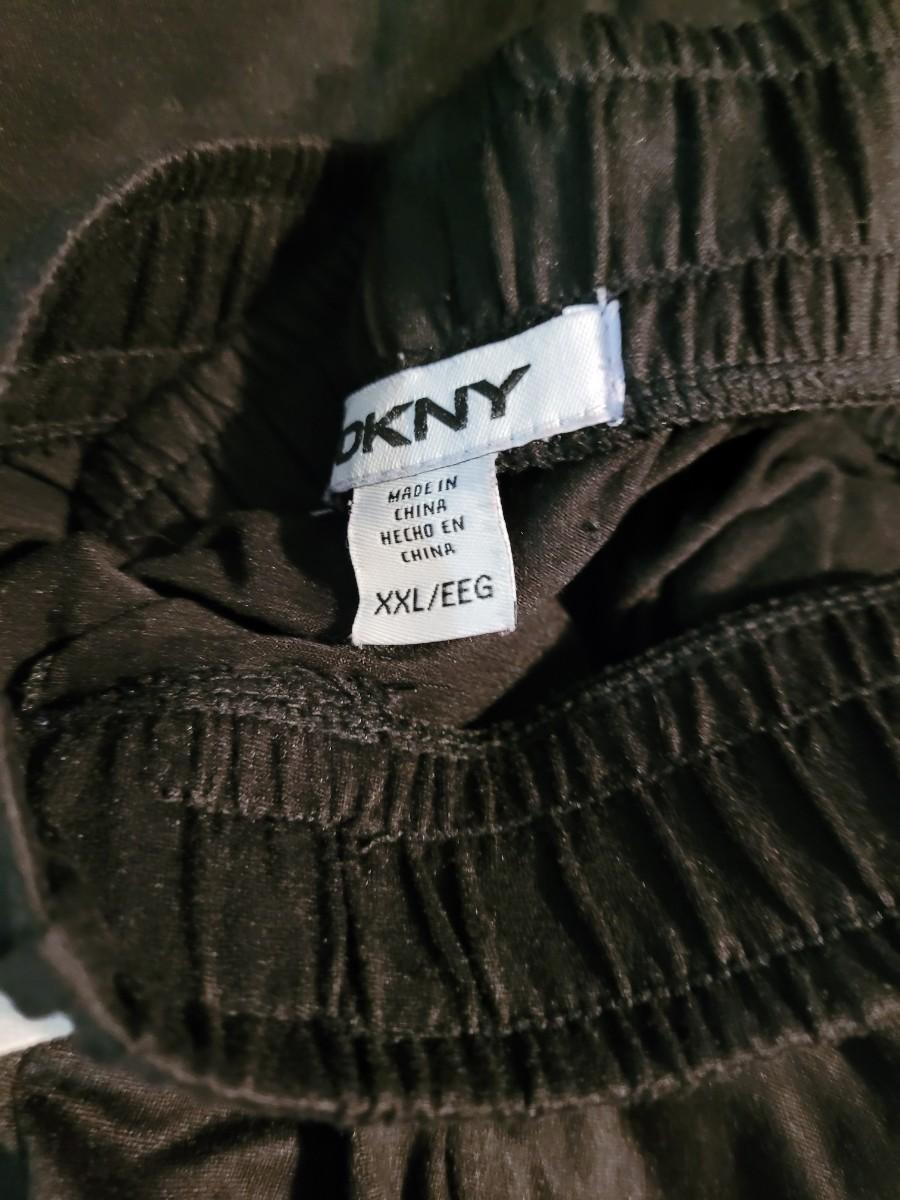 DKNY
MADE IN
CHINA
HECHO EN
CHINA
XXL/EEG